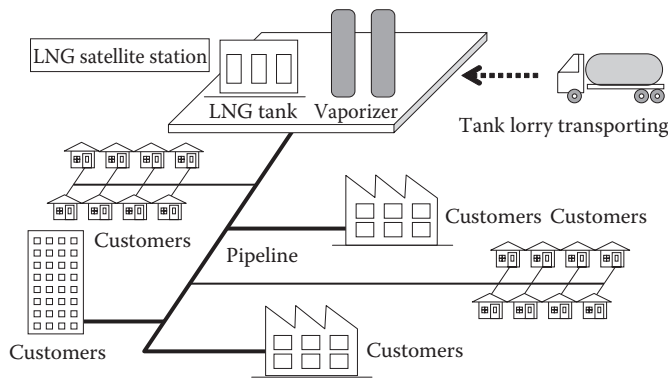 LNG satellite station
LNG tank Vaporizer
Tank lorry transporting
Customers
Customers Customers
Pipeline
Customers
Customers